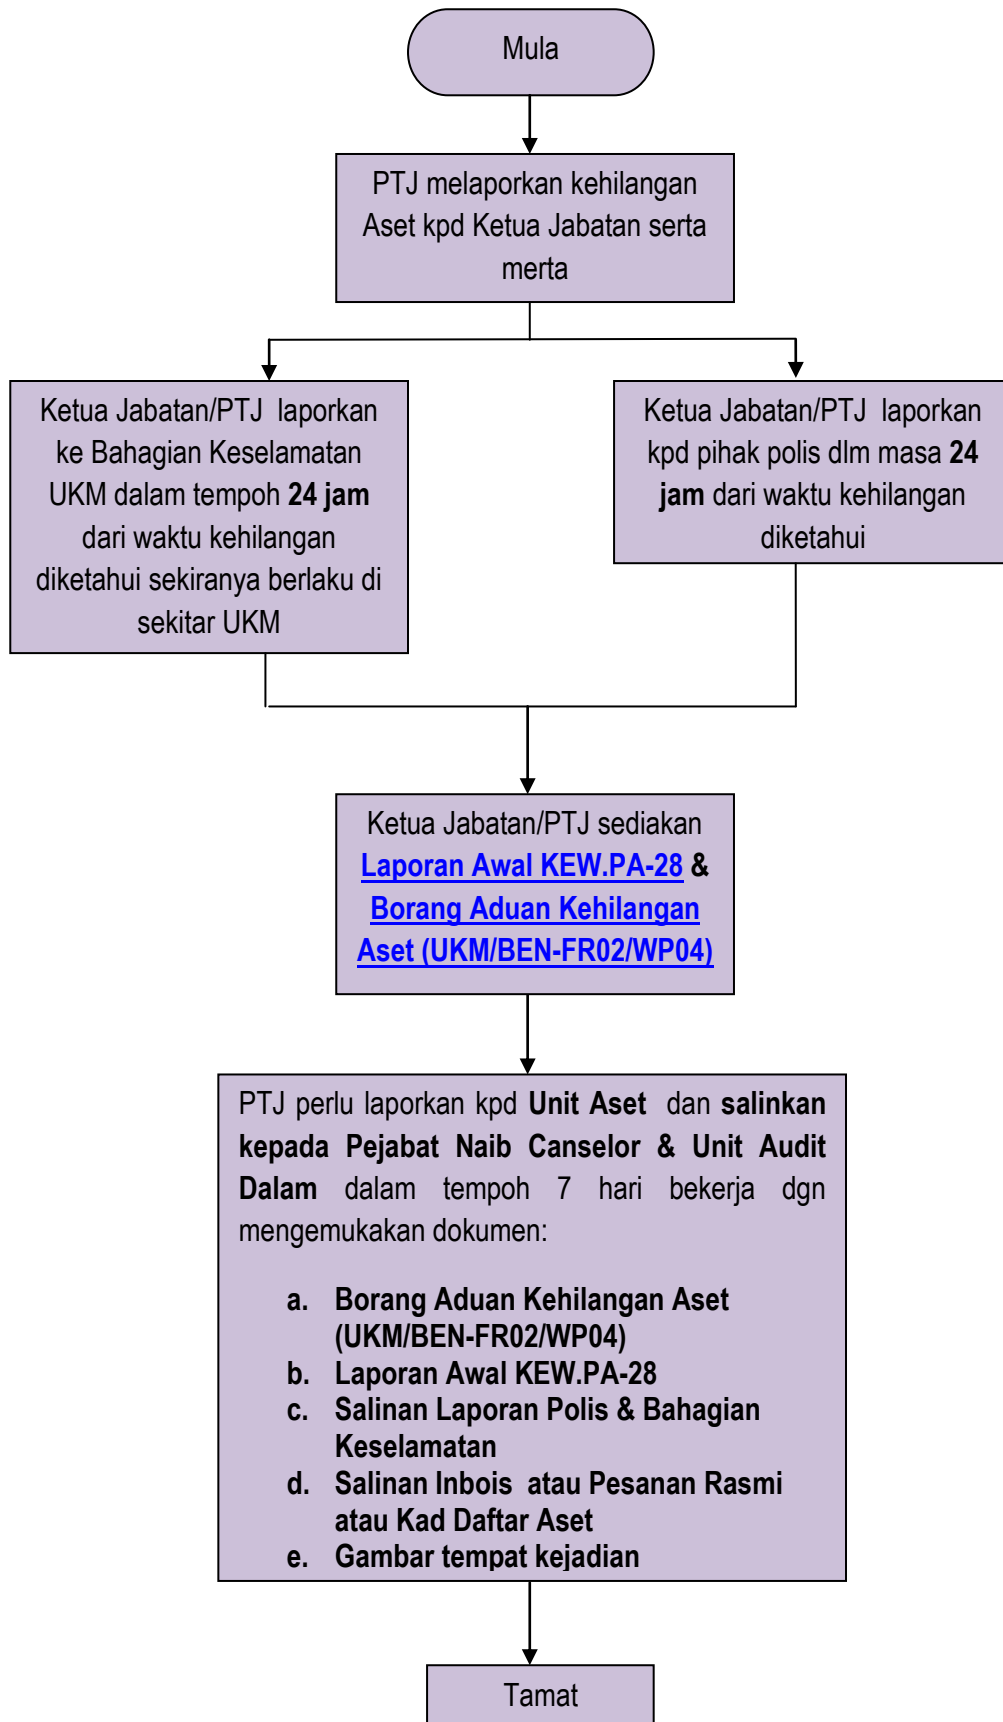 Mula
PTJ melaporkan kehilangan
Aset kpd Ketua Jabatan serta
merta
Ketua Jabatan/PTJ  laporkan
ke Bahagian Keselamatan
UKM dalam tempoh 24 jam
dari waktu kehilangan
diketahui sekiranya berlaku di
sekitar UKM
Ketua Jabatan/PTJ  laporkan
kpd pihak polis dlm masa 24
jam dari waktu kehilangan
diketahui
Ketua Jabatan/PTJ sediakan
Laporan Awal KEW.PA-28 &
Borang Aduan Kehilangan
Aset (UKM/BEN-FR02/WP04)
PTJ perlu laporkan kpd Unit Aset  dan salinkan
kepada Pejabat Naib Canselor & Unit Audit
Dalam dalam tempoh 7 hari bekerja dgn
mengemukakan dokumen:
a. Borang Aduan Kehilangan Aset
(UKM/BEN-FR02/WP04)
b. Laporan Awal KEW.PA-28
c. Salinan Laporan Polis & Bahagian
Keselamatan
d. Salinan Inbois  atau Pesanan Rasmi
atau Kad Daftar Aset
e. Gambar tempat kejadian
Tamat